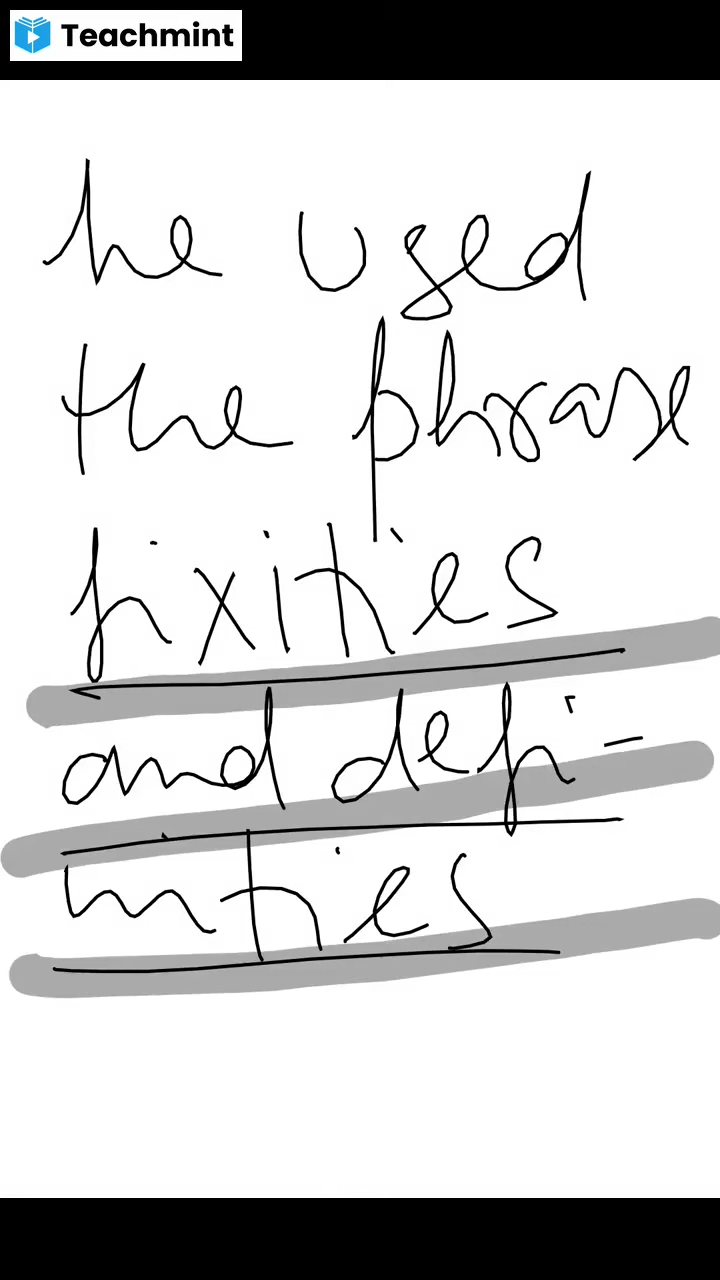 Teachmint
he used
the phrase
fixities
and defi-
nities